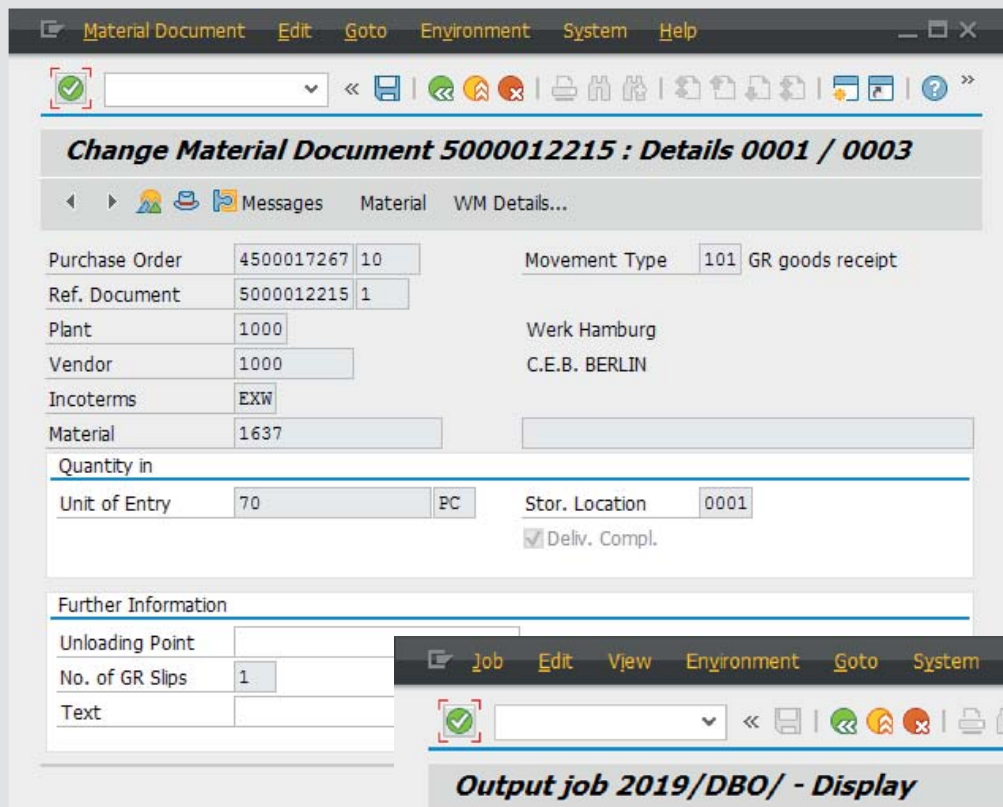 Material Document Edit Goto Environment System Help
Change Material Document 5000012215 : Details 0001 / 0003
Messages Material WM Details...
Purchase Order 4500017267 10 Movement Type 101 GR goods receipt
Ref. Document 5000012215 1
Plant 1000 Werk Hamburg
Vendor 1000 C.E.B. BERLIN
Incoterms EXW
Material 1637
Quantity in
Unit of Entry 70 PC Stor. Location 0001
Deliv. Compl.
Further Information
Unloading Point
No. of GR Slips 1
Text
Job Edit View Environment Goto System
Output job 2019/DBO/ - Display